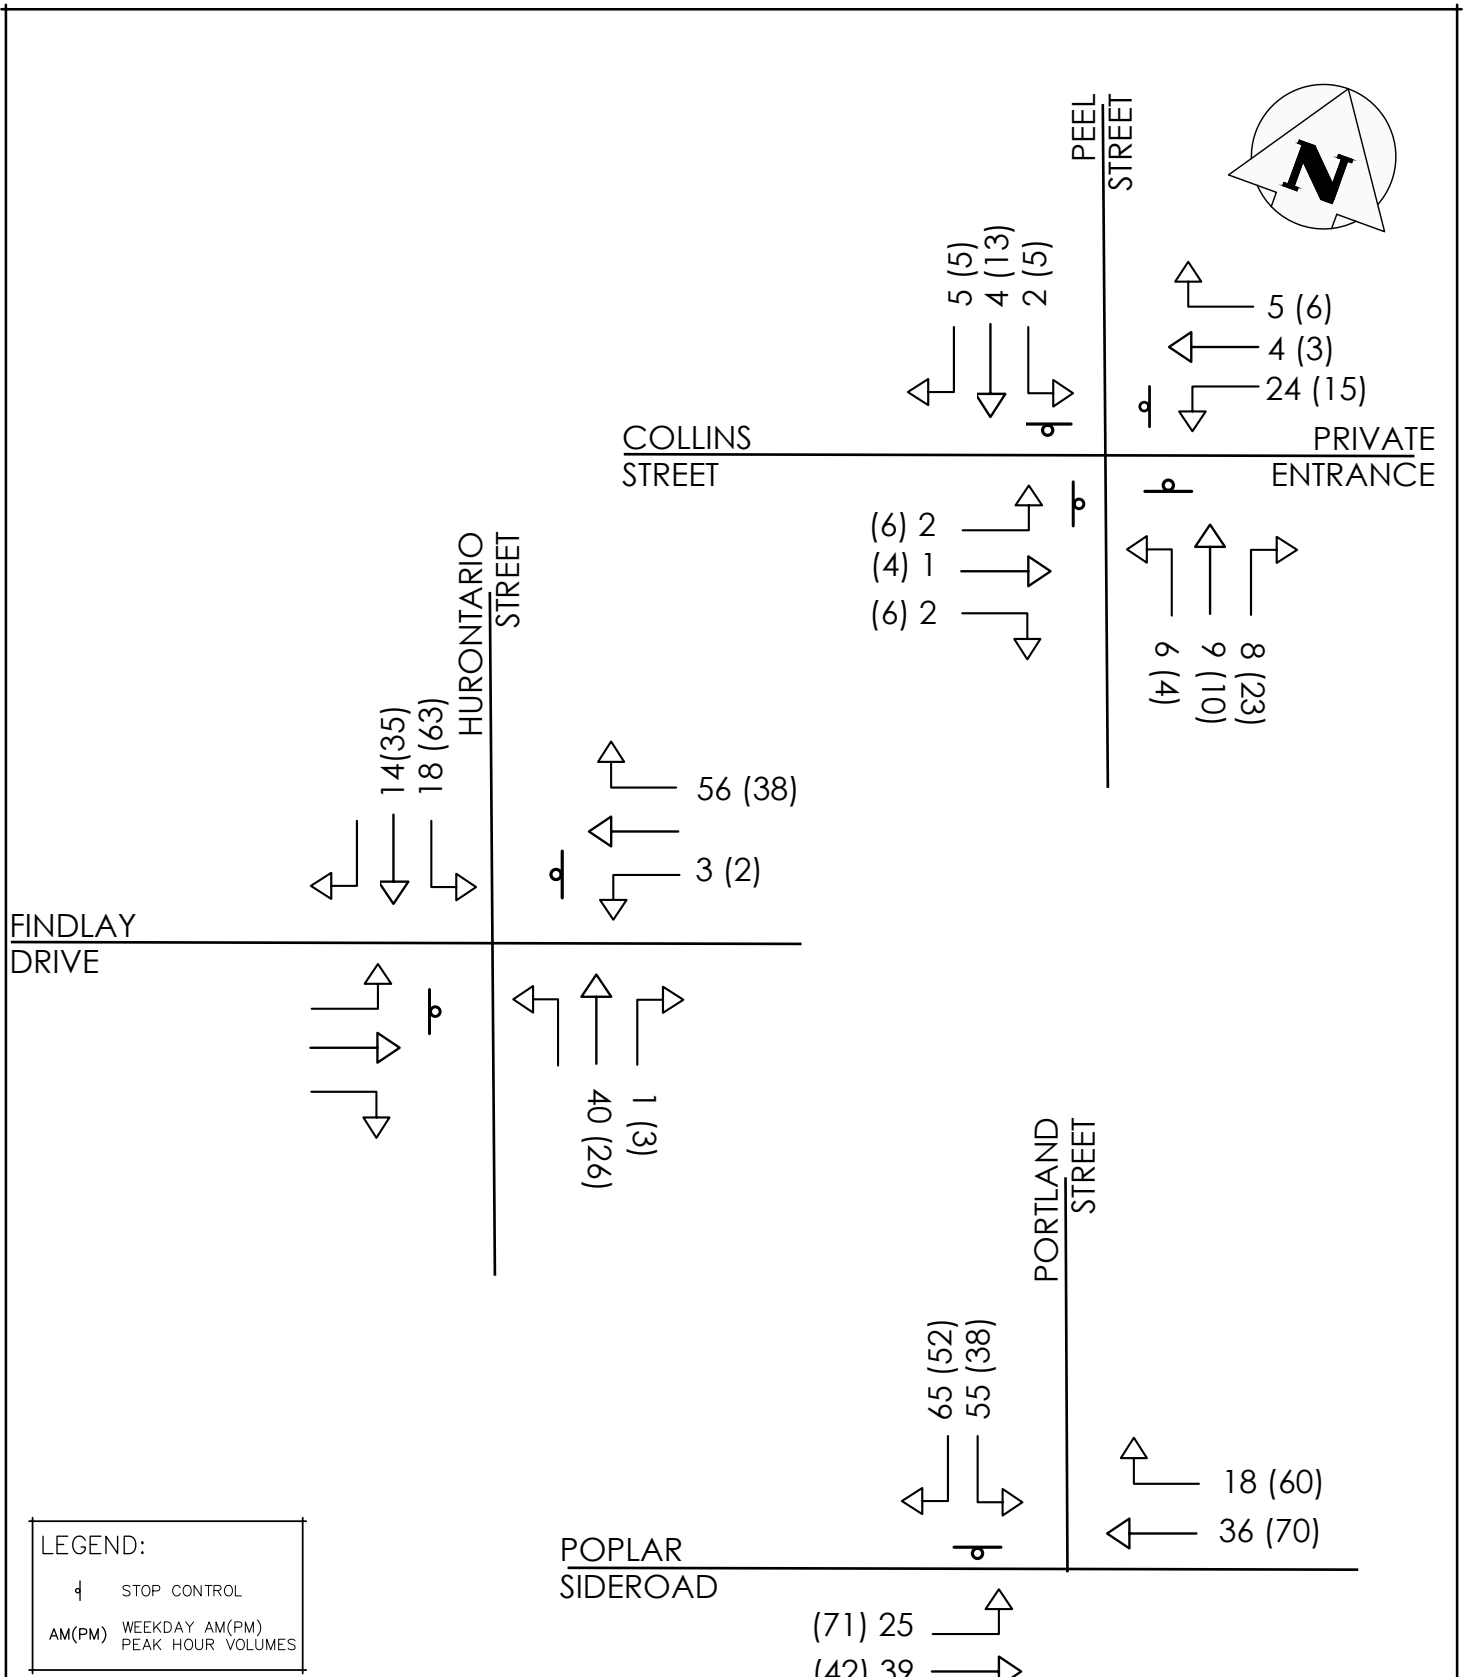 PEEL
STREET
N
5 (5)
4 (13)
2 (5)
5 (6)
4 (3)
24 (15)
COLLINS
STREET
PRIVATE
ENTRANCE
(6) 2
(4) 1
(6) 2
6 (4)
9 (10)
8 (23)
HURONTARIO
STREET
14(35)
18 (63)
56 (38)
3 (2)
FINDLAY
DRIVE
40 (26)
1 (3)
PORTLAND
STREET
65 (52)
55 (38)
18 (60)
36 (70)
POPLAR
SIDEROAD
(71) 25
(42) 39
LEGEND:
STOP CONTROL
AM(PM) WEEKDAY AM(PM)
PEAK HOUR VOLUMES